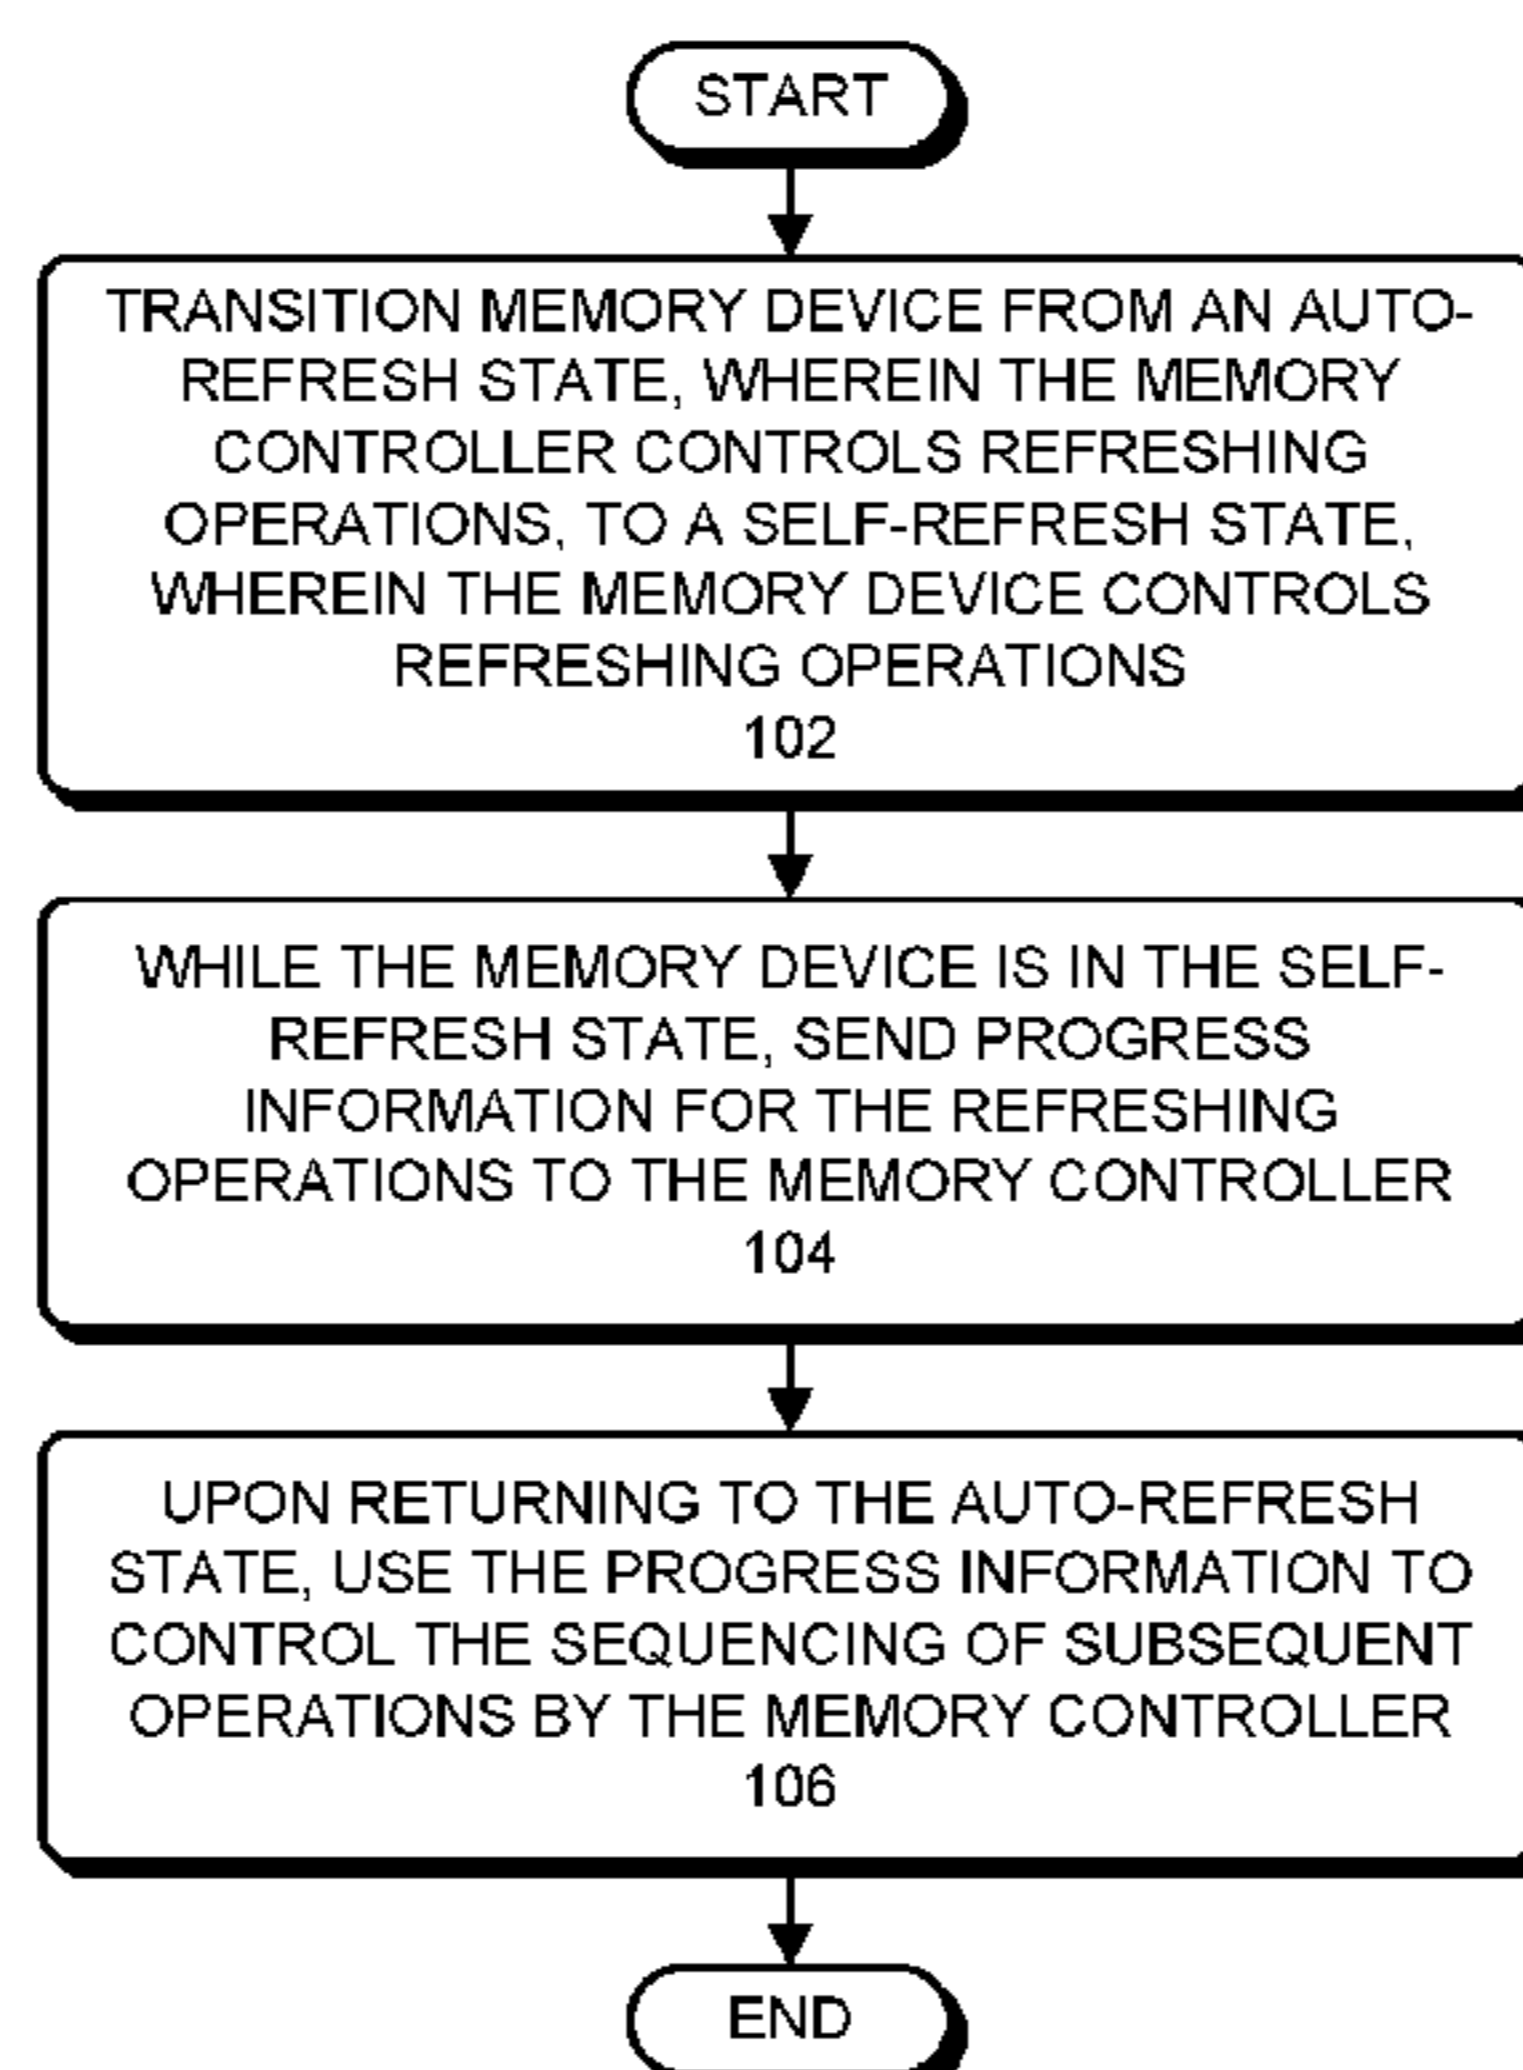 START
TRANSITION MEMORY DEVICE FROM AN AUTO-
REFRESH STATE, WHEREIN THE MEMORY
CONTROLLER CONTROLS REFRESHING
OPERATIONS, TO A SELF-REFRESH STATE,
WHEREIN THE MEMORY DEVICE CONTROLS
REFRESHING OPERATIONS
102
WHILE THE MEMORY DEVICE IS IN THE SELF-
REFRESH STATE, SEND PROGRESS
INFORMATION FOR THE REFRESHING
OPERATIONS TO THE MEMORY CONTROLLER
104
UPON RETURNING TO THE AUTO-REFRESH
STATE, USE THE PROGRESS INFORMATION TO
CONTROL THE SEQUENCING OF SUBSEQUENT
OPERATIONS BY THE MEMORY CONTROLLER
106
END